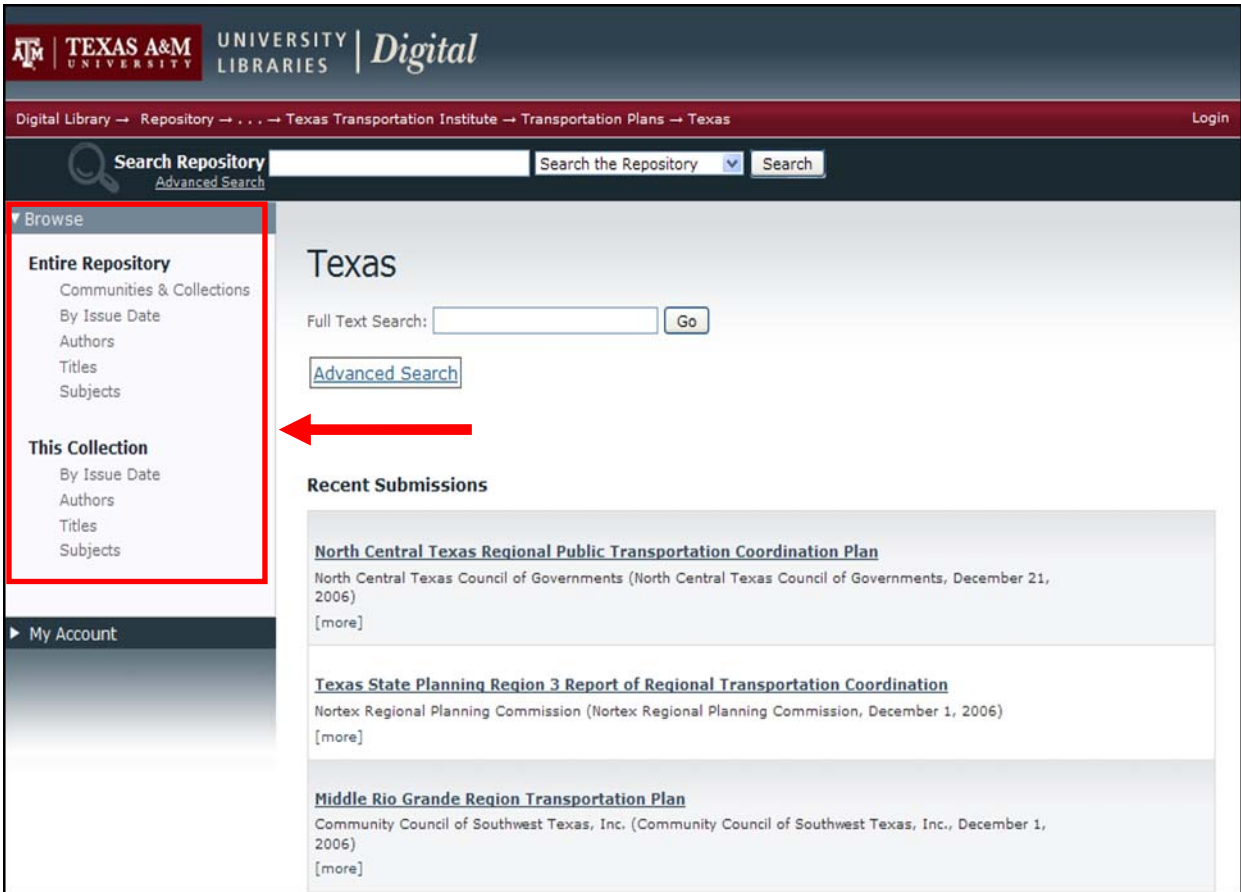 TEXAS A&M
UNIVERSITY
UNIVERSITY
LIBRARIES
Digital
Digital Library → Repository → . . . → Texas Transportation Institute → Transportation Plans → Texas
Login
Search Repository
Search the Repository
Search
Advanced Search
Browse
Entire Repository
Communities & Collections
By Issue Date
Authors
Titles
Subjects
This Collection
By Issue Date
Authors
Titles
Subjects
My Account
Texas
Full Text Search:
Go
Advanced Search
Recent Submissions
North Central Texas Regional Public Transportation Coordination Plan
North Central Texas Council of Governments (North Central Texas Council of Governments, December 21,
2006)
[more]
Texas State Planning Region 3 Report of Regional Transportation Coordination
Nortex Regional Planning Commission (Nortex Regional Planning Commission, December 1, 2006)
[more]
Middle Rio Grande Region Transportation Plan
Community Council of Southwest Texas, Inc. (Community Council of Southwest Texas, Inc., December 1,
2006)
[more]